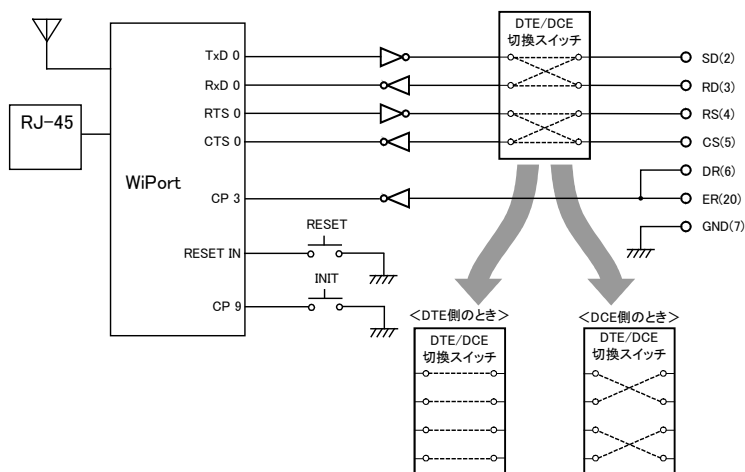 DTE/DCE
切換スイッチ
TxD 0
SD(2)
RxD 0
RD(3)
RTS 0
RS(4)
RJ-45
CTS 0
CS(5)
DR(6)
WiPort
CP 3
ER(20)
RESET
GND(7)
RESET IN
INIT
CP 9
<DTE側のとき>
<DCE側のとき>
DTE/DCE
切換スイッチ
DTE/DCE
切換スイッチ